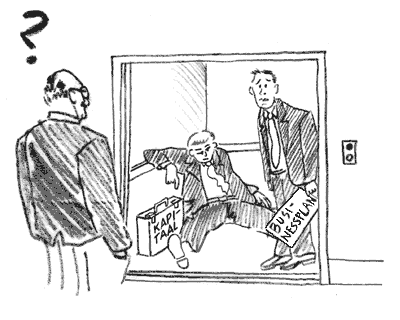 ?
KAPI-
TAAL
BUSI-
NESSPLAN